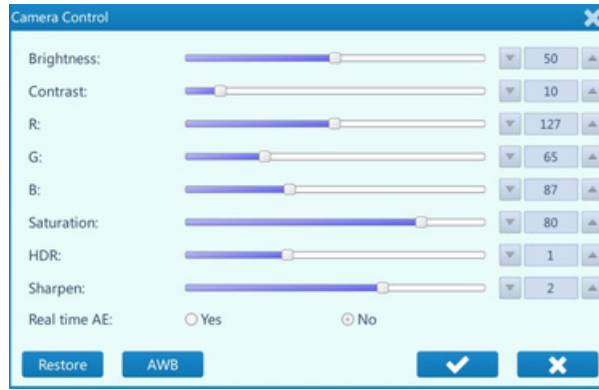 Camera Control
Brightness: 50
Contrast: 10
R: 127
G: 65
B: 87
Saturation: 80
HDR: 1
Sharpen: 2
Real time AE: Yes No
Restore AWB